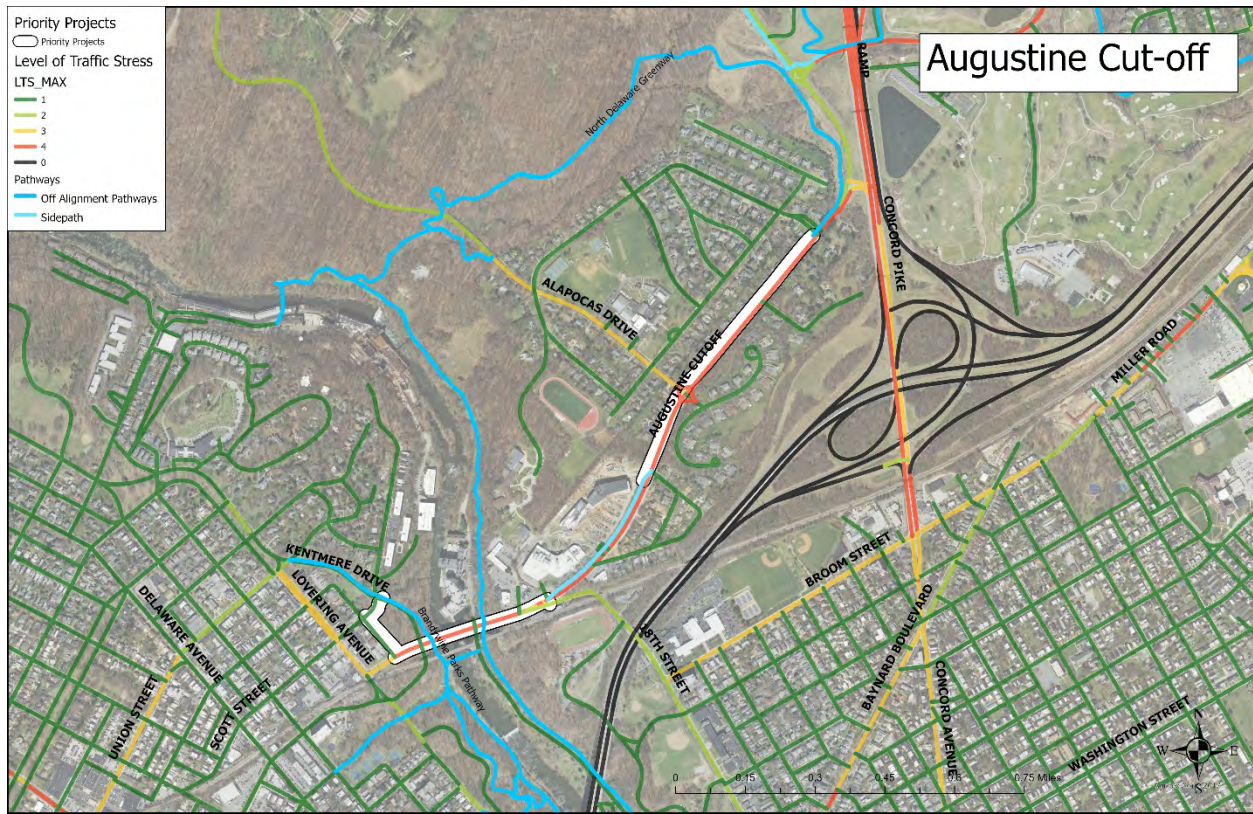 Augustine Cut-off
Priority Projects
Priority Projects
Level of Traffic Stress
LTS_MAX
1
2
3
4
0
Pathways
Off Alignment Pathways
Sidepath
RAMP
North Delaware Greenway
CONCORD PIKE
ALAPOCAS DRIVE
AUGUSTINE CUTOFF
MILLER ROAD
BROOM STREET
KENTMERE DRIVE
LOVERING AVENUE
DELAWARE AVENUE
Brandywine Parks Pathway
18TH STREET
BAYNARD BOULEVARD
CONCORD AVENUE
UNION STREET
SCOTT STREET
WASHINGTON STREET
N
W E
S
0 0.15 0.3 0.45 0.6 0.75 Miles